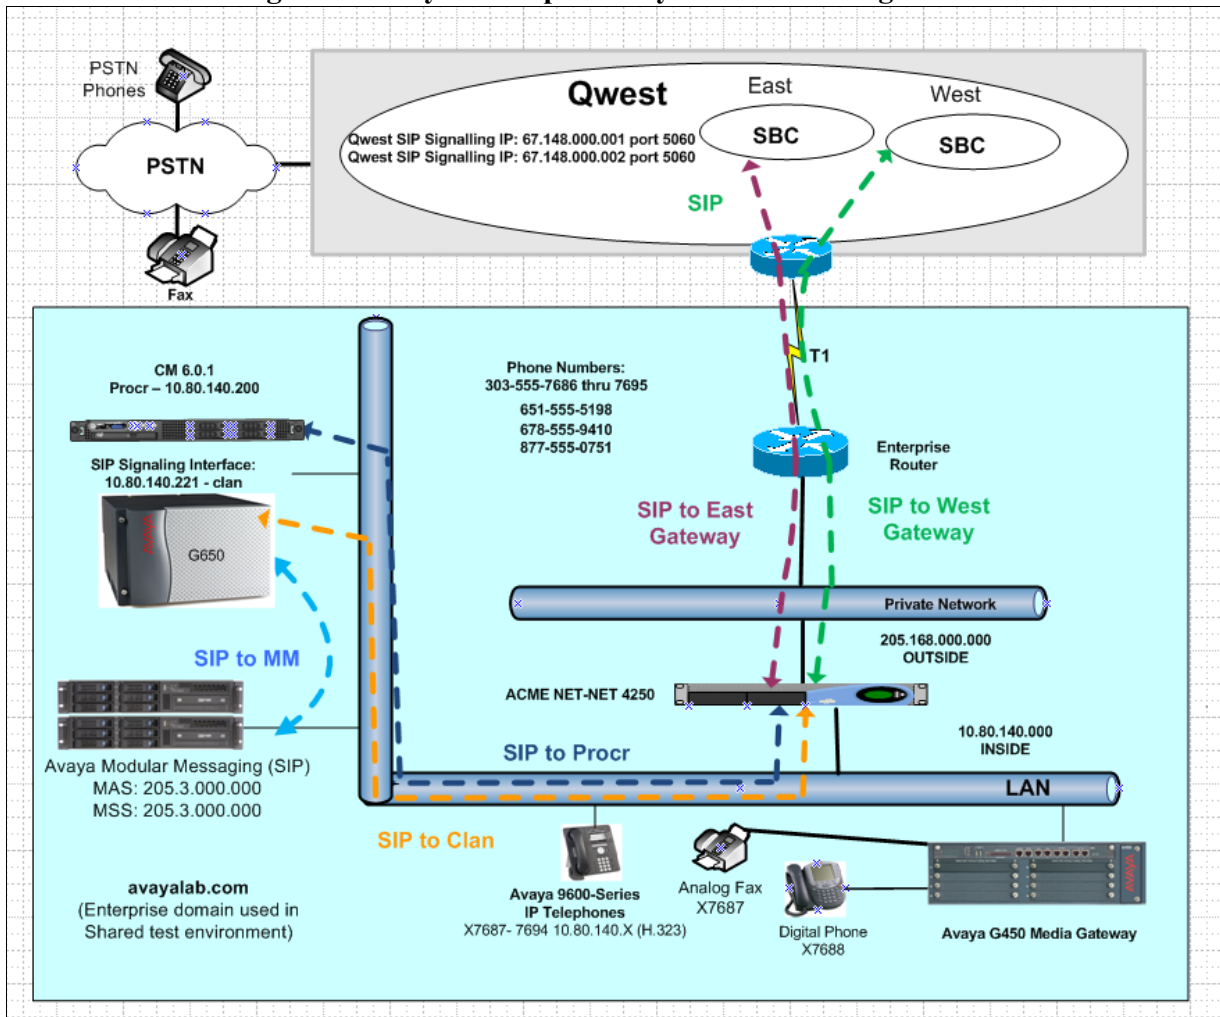 PSTN
Phones
PSTN
Fax
Qwest
East
West
SBC
SBC
Qwest SIP Signalling IP: 67.148.000.001 port 5060
Qwest SIP Signalling IP: 67.148.000.002 port 5060
SIP
T1
CM 6.0.1
Procr – 10.80.140.200
Phone Numbers:
303-555-7686 thru 7695
651-555-5198
678-555-9410
877-555-0751
Enterprise
Router
SIP Signaling Interface:
10.80.140.221 - clan
AVAYA
G650
SIP to East
Gateway
SIP to West
Gateway
Private Network
205.168.000.000
OUTSIDE
SIP to MM
ACME NET-NET 4250
10.80.140.000
INSIDE
SIP to Procr
Avaya Modular Messaging (SIP)
MAS: 205.3.000.000
MSS: 205.3.000.000
LAN
SIP to Clan
avayalab.com
(Enterprise domain used in
Shared test environment)
Avaya 9600-Series
IP Telephones
X7687- 7694 10.80.140.X (H.323)
Analog Fax
X7687
Digital Phone
X7688
AVAYA
Avaya G450 Media Gateway